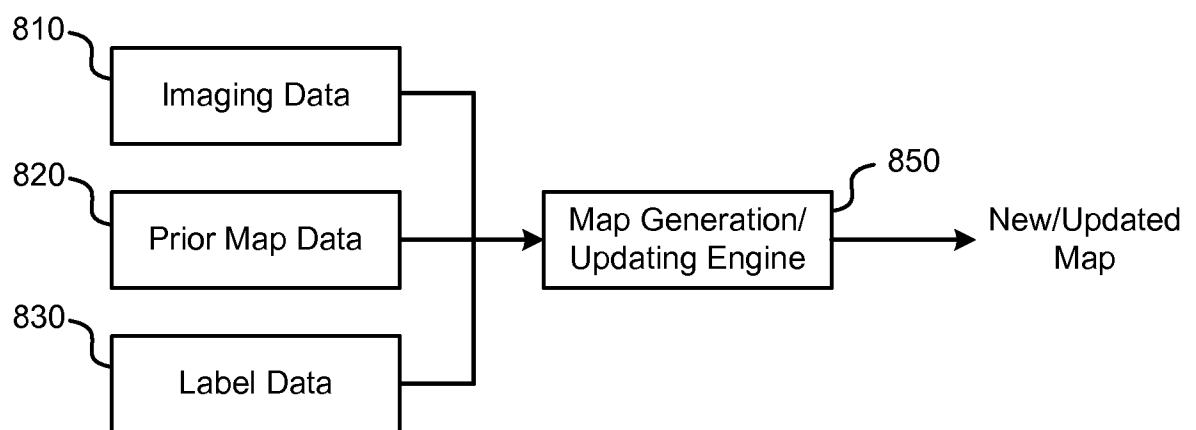 810
Imaging Data
820
Prior Map Data
830
Label Data
850
Map Generation/
Updating Engine
New/Updated
Map